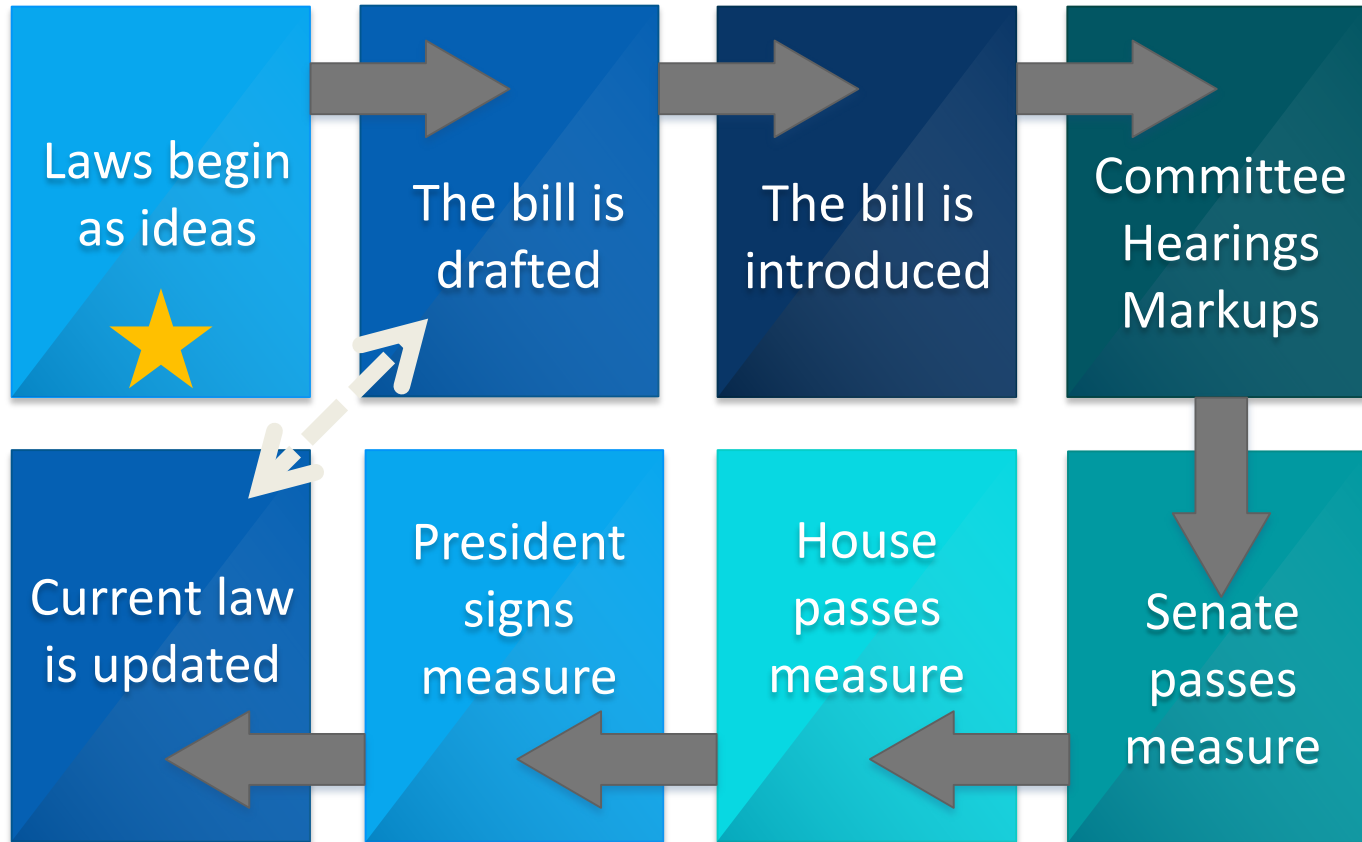 Laws begin
as ideas
The bill is
drafted
The bill is
introduced
Committee
Hearings
Markups
Current law
is updated
President
signs
measure
House
passes
measure
Senate
passes
measure